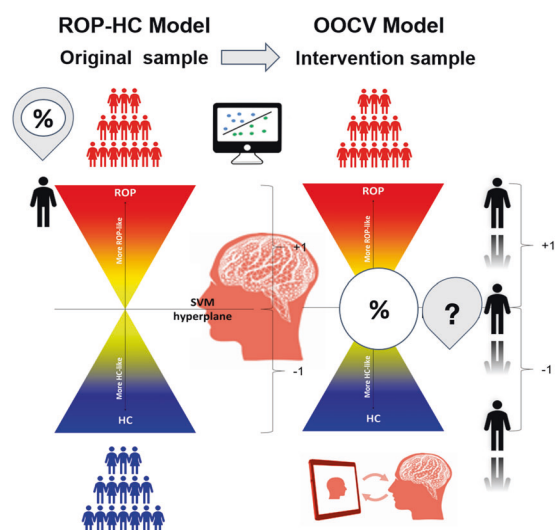 ROP-HC Model
OOCV Model
Original sample
Intervention sample
%
ROP
More ROP-like
SVM
hyperplane
More HC-like
HC
+1
-1
ROP
More ROP-like
%
?
More HC-like
HC
+1
-1